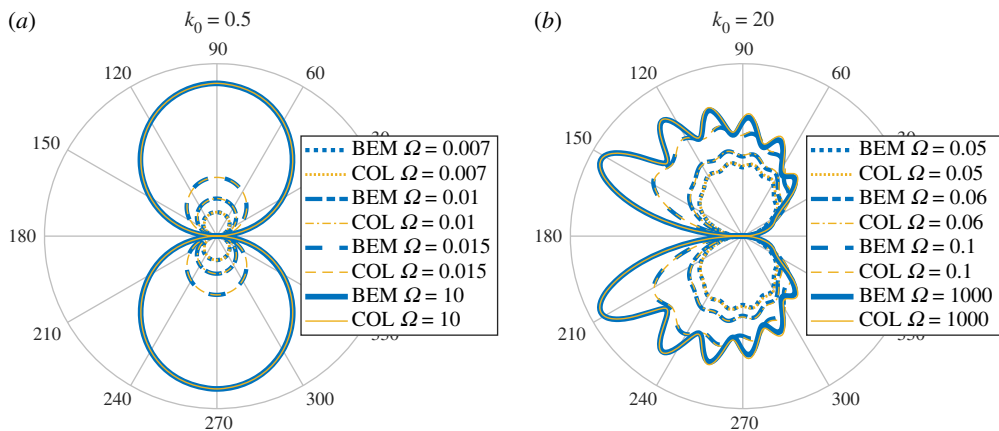 (a)
k₀ = 0.5
90
120
60
150
180
210
240
270
300
BEM Ω = 0.007
COL Ω = 0.007
BEM Ω = 0.01
COL Ω = 0.01
BEM Ω = 0.015
COL Ω = 0.015
BEM Ω = 10
COL Ω = 10
(b)
k₀ = 20
90
120
60
150
180
210
240
270
300
BEM Ω = 0.05
COL Ω = 0.05
BEM Ω = 0.06
COL Ω = 0.06
BEM Ω = 0.1
COL Ω = 0.1
BEM Ω = 1000
COL Ω = 1000